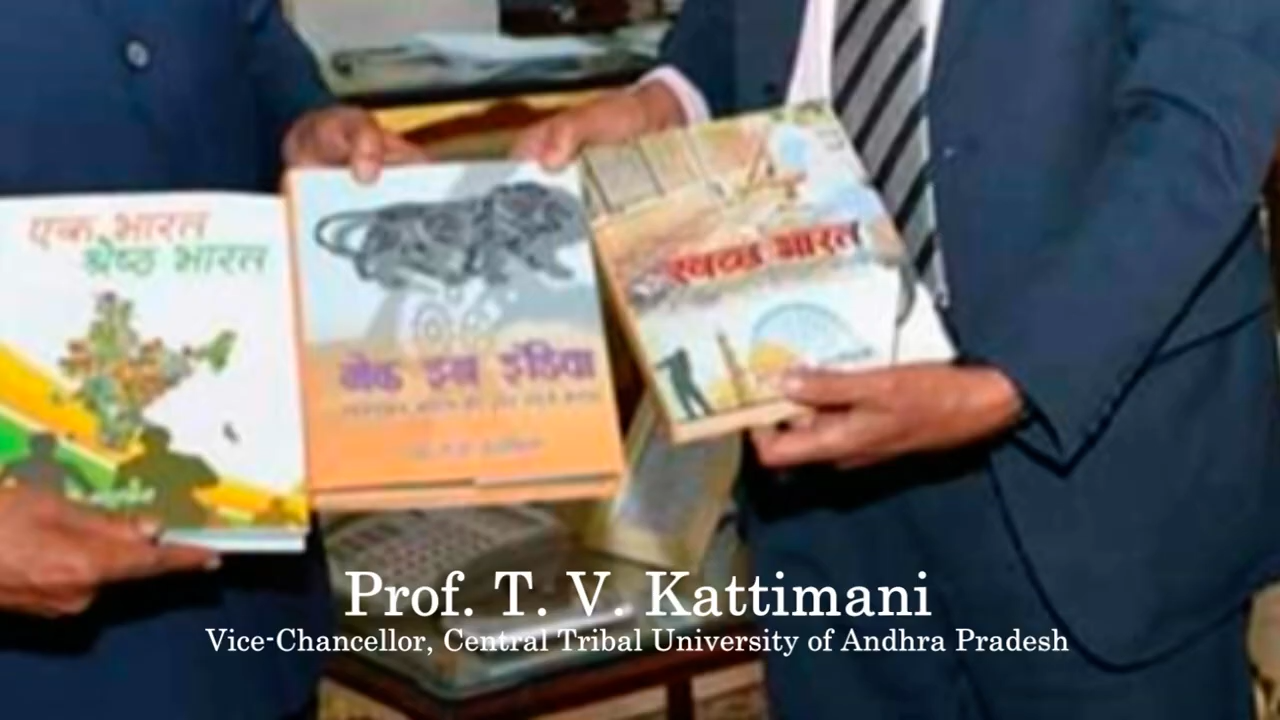 एक भारत
श्रेष्ठ भारत
मेक इन इंडिया
स्वच्छ भारत
Prof. T. V. Kattimani
Vice-Chancellor, Central Tribal University of Andhra Pradesh